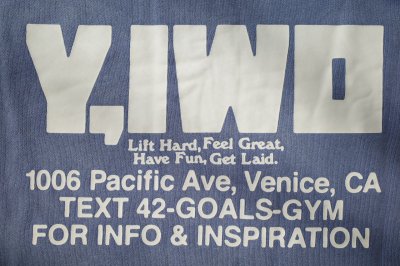 Y,IWO
Lift Hard, Feel Great,
Have Fun, Get Laid.
1006 Pacific Ave, Venice, CA
TEXT 42-GOALS-GYM
FOR INFO & INSPIRATION